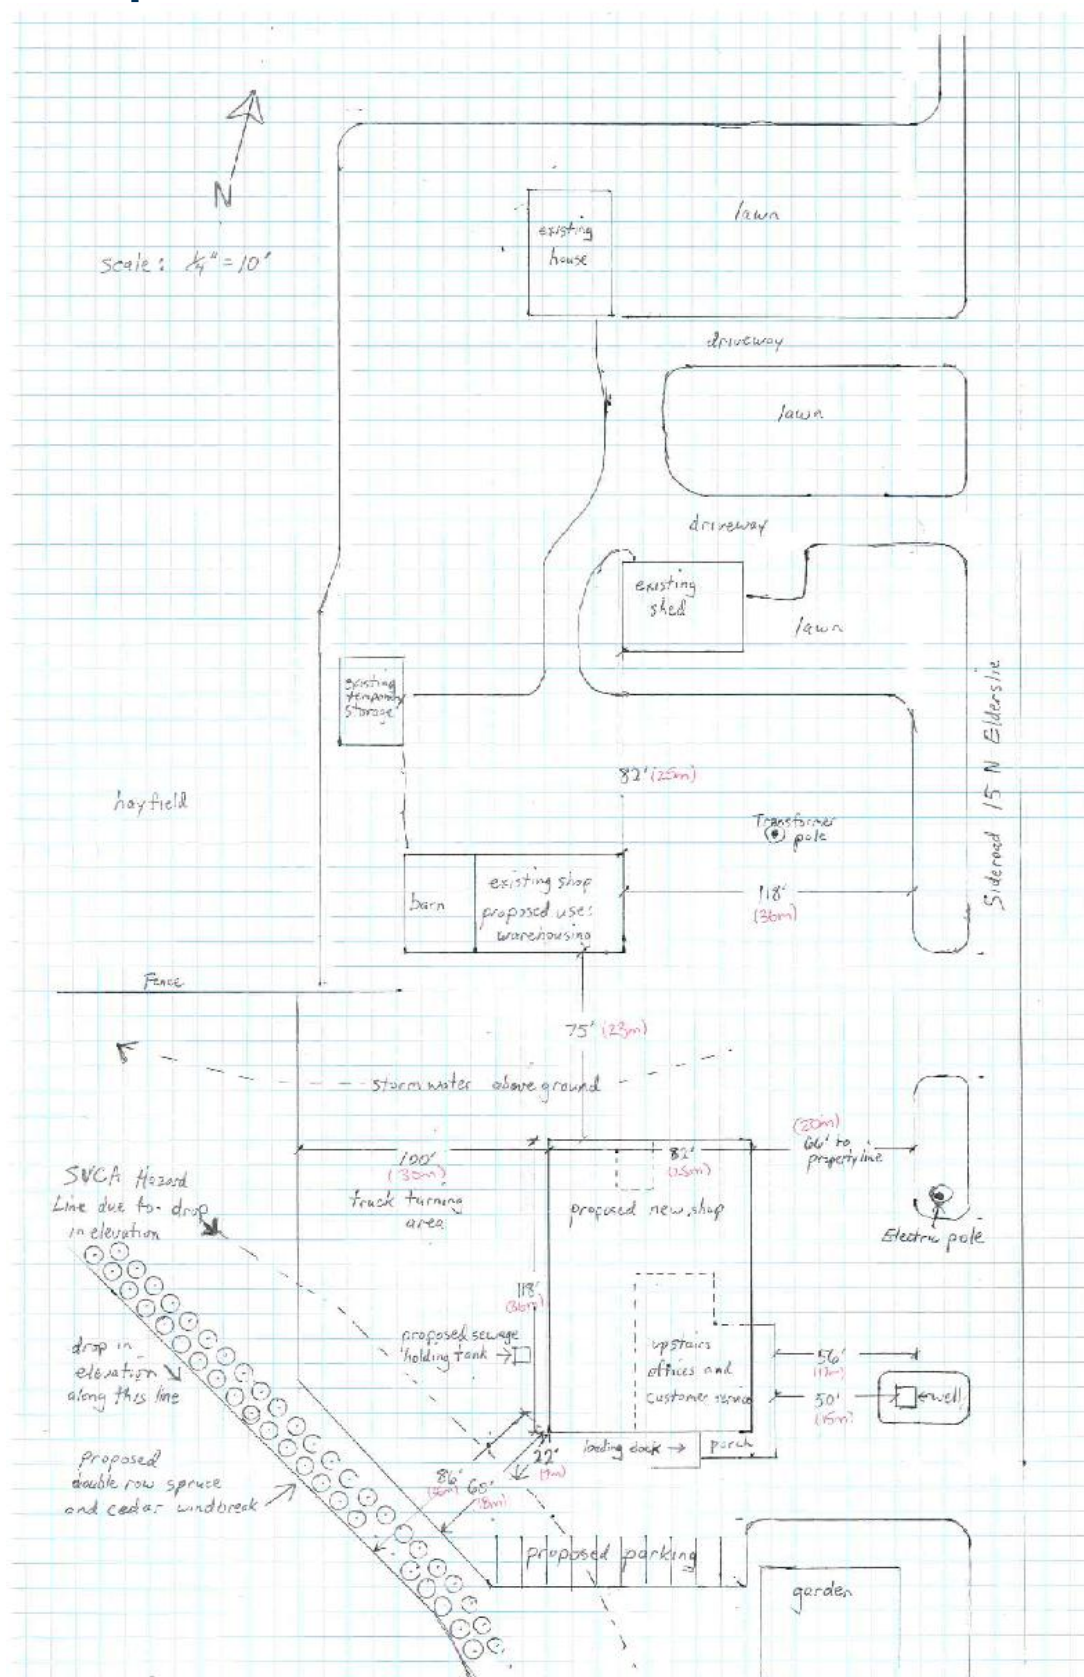 N
scale: 1/4" = 10'
existing
house
lawn
driveway
lawn
driveway
existing
shed
lawn
existing
temporary
storage
Sideroad 15 N Elderslie
82' (25m)
hayfield
Transformer
pole
barn
existing shop
proposed use:
warehousing
118'
(36m)
Fence
75' (23m)
storm water above ground
(20m)
66' to
property line
100'
(30m)
truck turning
area
82'
(25m)
proposed new shop
SVCA Hazard
Line due to drop
in elevation
Electric pole
118'
(36m)
proposed sewage
holding tank →
upstairs
offices and
customer service
56'
(17m)
50'
(15m)
well
drop in
elevation
along this line
loading dock →
porch
22'
86'
60'
(18m)
proposed
double row spruce
and cedar windbreak
proposed parking
garden